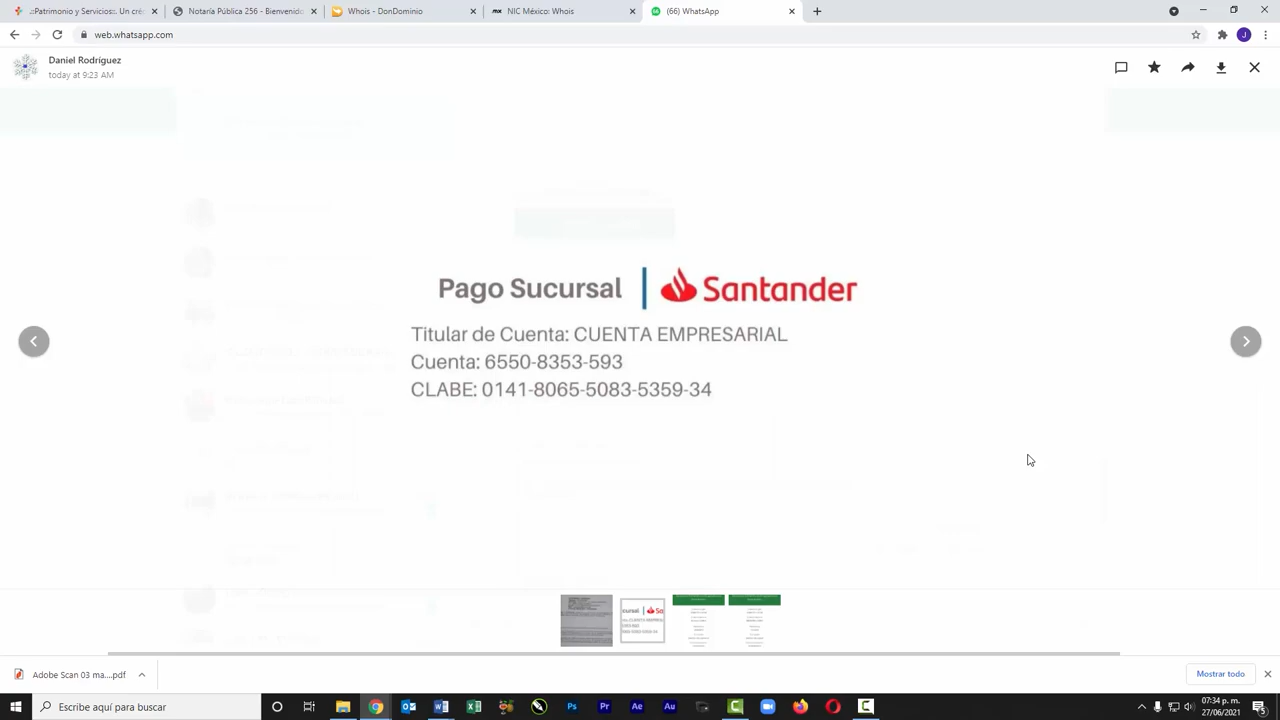 .::Patrimonio y Servicios::. Un cré
Notaría Pública 256 - Bienvenido
Whois - DonDominio
NIC México: Whois
(66) WhatsApp
web.whatsapp.com
J
Daniel Rodríguez
today at 9:23 AM
Pago Sucursal | Santander
Titular de Cuenta: CUENTA EMPRESARIAL
Cuenta: 6550-8353-593
CLABE: 0141-8065-5083-5359-34
Adobe Scan 03 ma....pdf
Mostrar todo
Escribe aquí para buscar
07:34 p. m.
27/06/2021